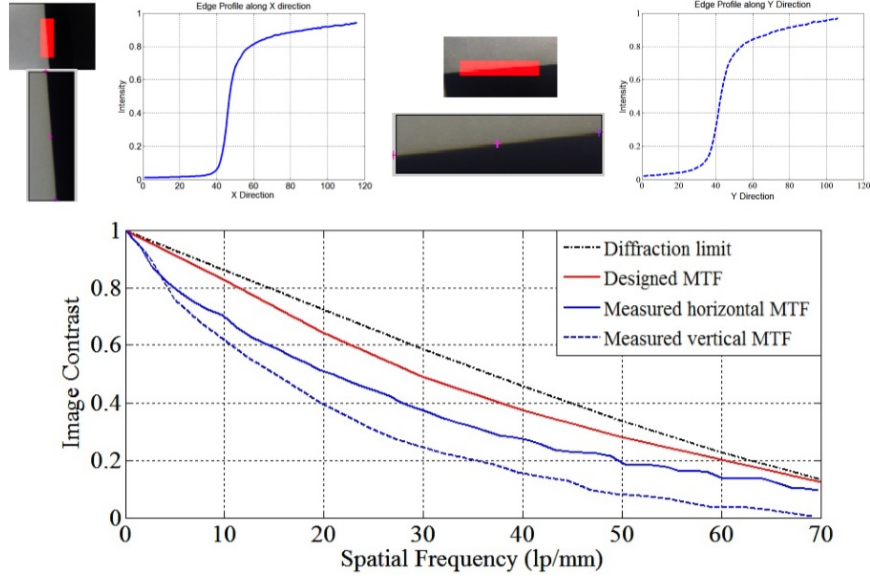 Edge Profile along X direction
1
0.8
0.6
0.4
0.2
0
Intensity
0 20 40 60 80 100 120
X Direction
Edge Profile along Y Direction
1
0.8
0.6
0.4
0.2
0
Intensity
0 20 40 60 80 100 120
Y Direction
1
0.8
0.6
0.4
0.2
0
Image Contrast
Diffraction limit
Designed MTF
Measured horizontal MTF
Measured vertical MTF
0 10 20 30 40 50 60 70
Spatial Frequency (lp/mm)